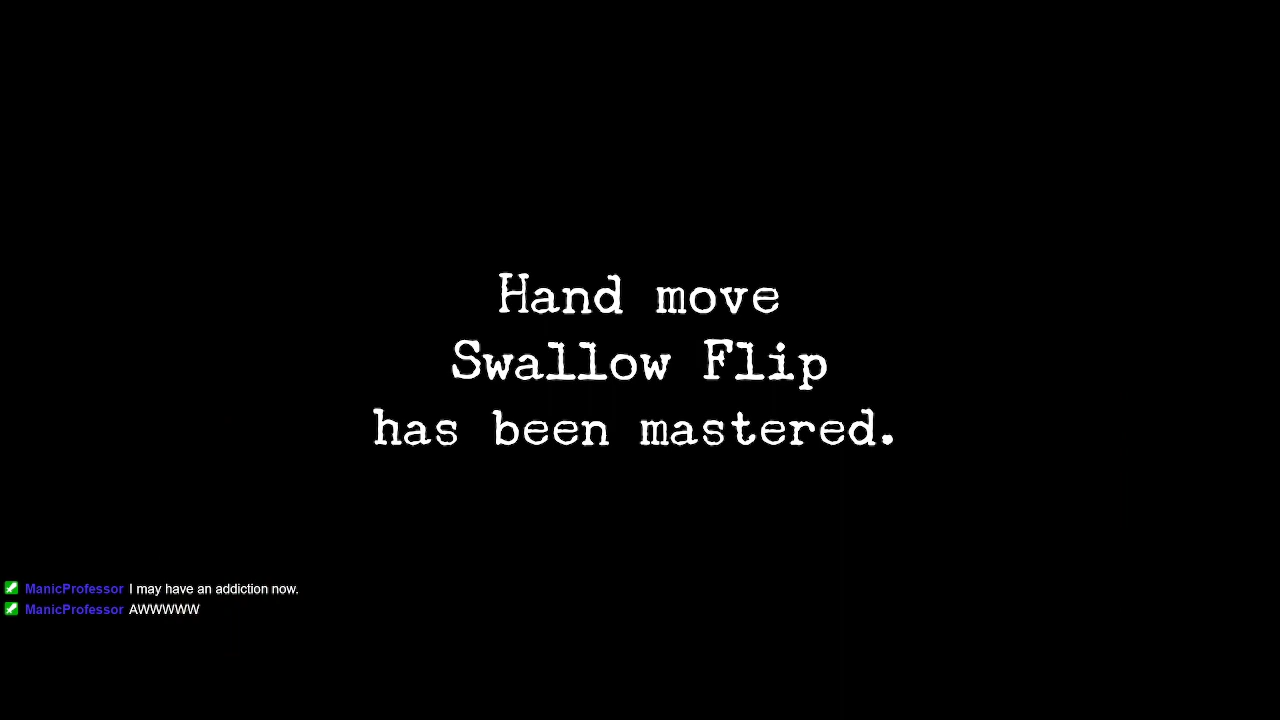 Hand move
Swallow Flip
has been mastered.
ManicProfessor I may have an addiction now.
ManicProfessor AWWWWW